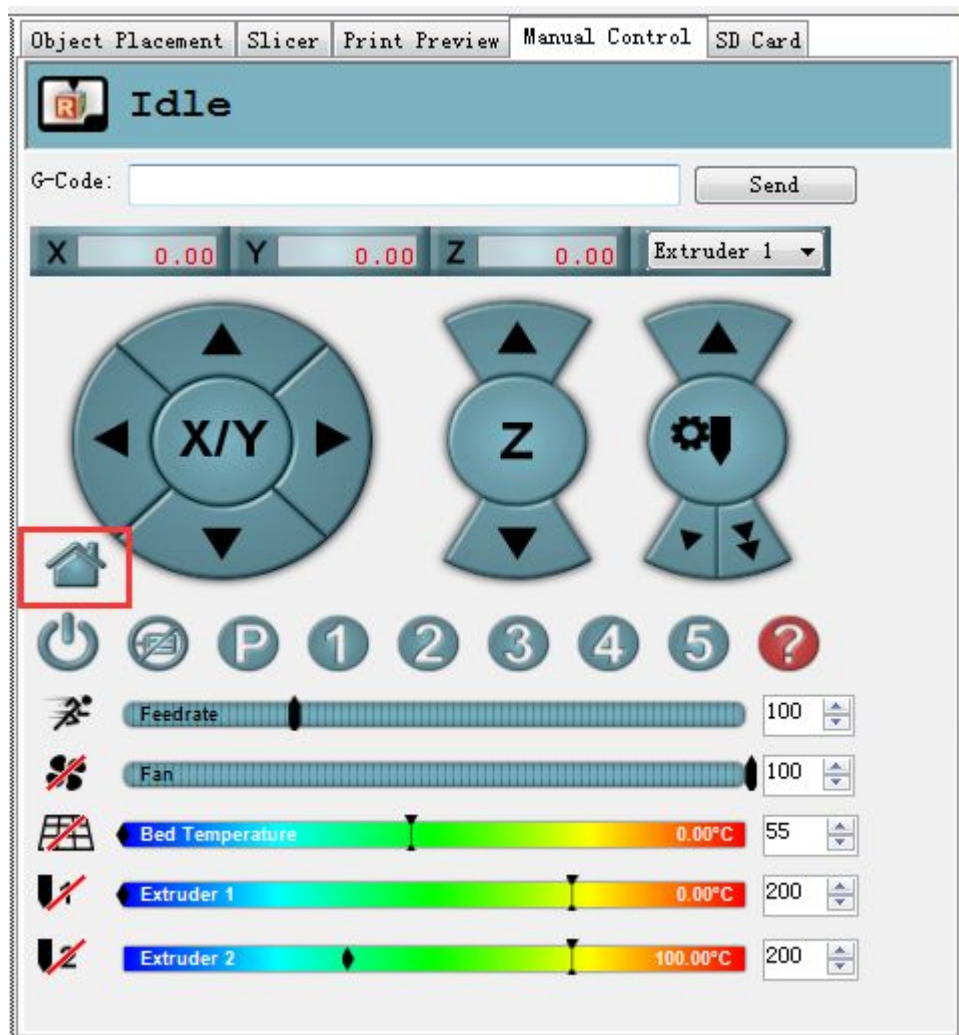 Object Placement Slicer Print Preview Manual Control SD Card
R Idle
G-Code: Send
X 0.00 Y 0.00 Z 0.00 Extruder 1
X/Y Z
P 1 2 3 4 5 ?
Feedrate 100
Fan 100
Bed Temperature 0.00°C 55
1 Extruder 1 0.00°C 200
2 Extruder 2 100.00°C 200